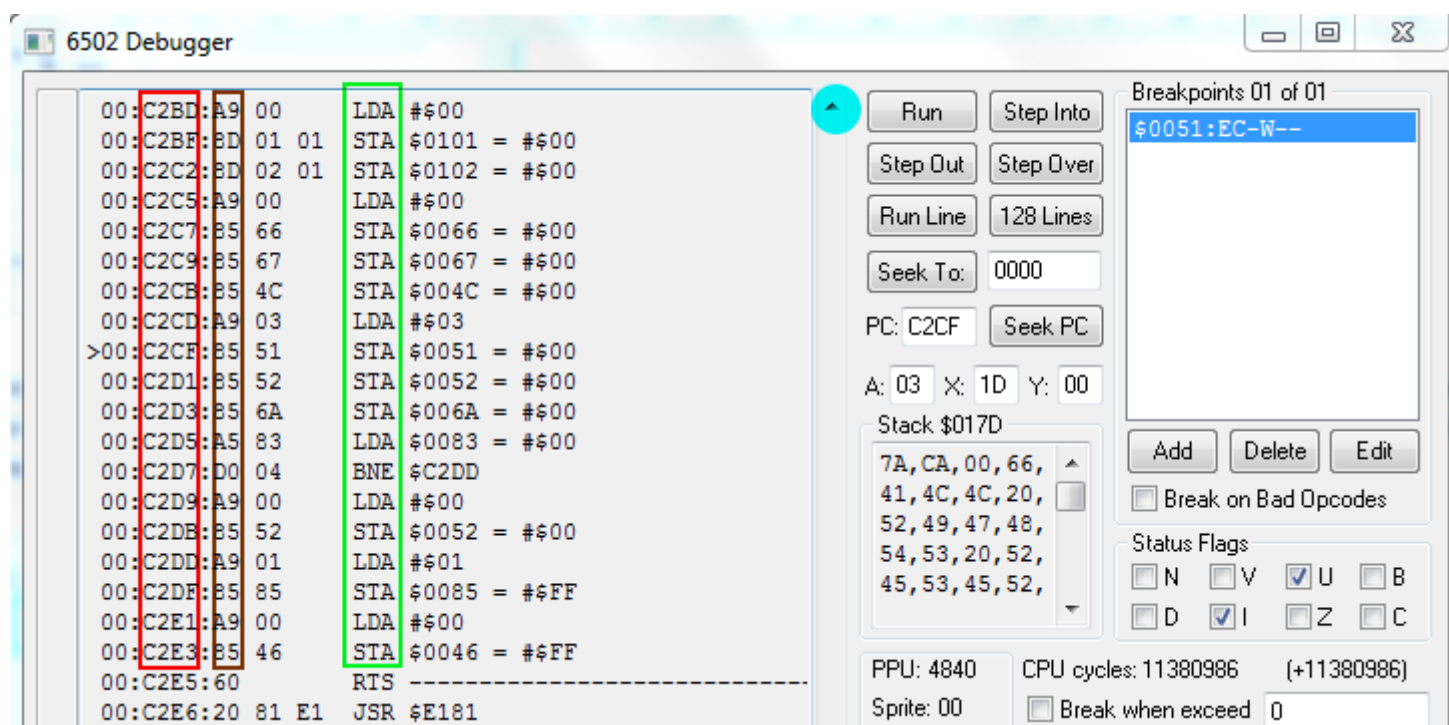 6502 Debugger
00:C2BD:A9 00 LDA #$00
00:C2BF:8D 01 01 STA $0101 = #$00
00:C2C2:8D 02 01 STA $0102 = #$00
00:C2C5:A9 00 LDA #$00
00:C2C7:85 66 STA $0066 = #$00
00:C2C9:85 67 STA $0067 = #$00
00:C2CB:85 4C STA $004C = #$00
00:C2CD:A9 03 LDA #$03
>00:C2CF:85 51 STA $0051 = #$00
00:C2D1:85 52 STA $0052 = #$00
00:C2D3:85 6A STA $006A = #$00
00:C2D5:A5 83 LDA $0083 = #$00
00:C2D7:D0 04 BNE $C2DD
00:C2D9:A9 00 LDA #$00
00:C2DB:85 52 STA $0052 = #$00
00:C2DD:A9 01 LDA #$01
00:C2DF:85 85 STA $0085 = #$FF
00:C2E1:A9 00 LDA #$00
00:C2E3:85 46 STA $0046 = #$FF
00:C2E5:60 RTS -----------------------------
00:C2E6:20 81 E1 JSR $E181
Run Step Into
Step Out Step Over
Run Line 128 Lines
Seek To: 0000
PC: C2CF Seek PC
A: 03 X: 1D Y: 00
Stack $017D
7A,CA,00,66,
41,4C,4C,20,
52,49,47,48,
54,53,20,52,
45,53,45,52,
PPU: 4840
Sprite: 00
Breakpoints 01 of 01
$0051:EC-W--
Add Delete Edit
Break on Bad Opcodes
Status Flags
N V U B
D I Z C
CPU cycles: 11380986 (+11380986)
Break when exceed 0